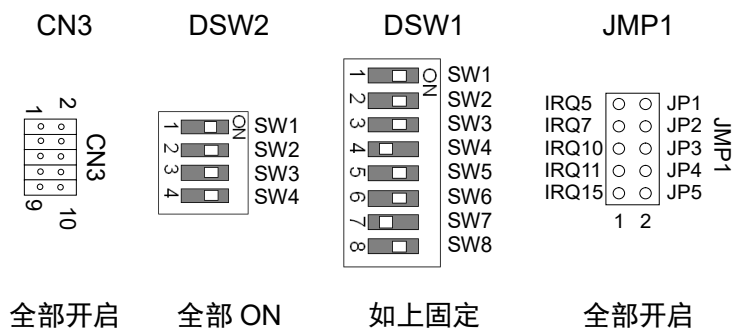 CN3 DSW2 DSW1 JMP1
1 2
CN3
9 10
1 ON SW1
2 SW2
3 SW3
4 SW4
1 ON SW1
2 SW2
3 SW3
4 SW4
5 SW5
6 SW6
7 SW7
8 SW8
IRQ5 JP1
IRQ7 JP2
IRQ10 JP3
IRQ11 JP4
IRQ15 JP5
JMP1
1 2
全部开启 全部 ON 如上固定 全部开启